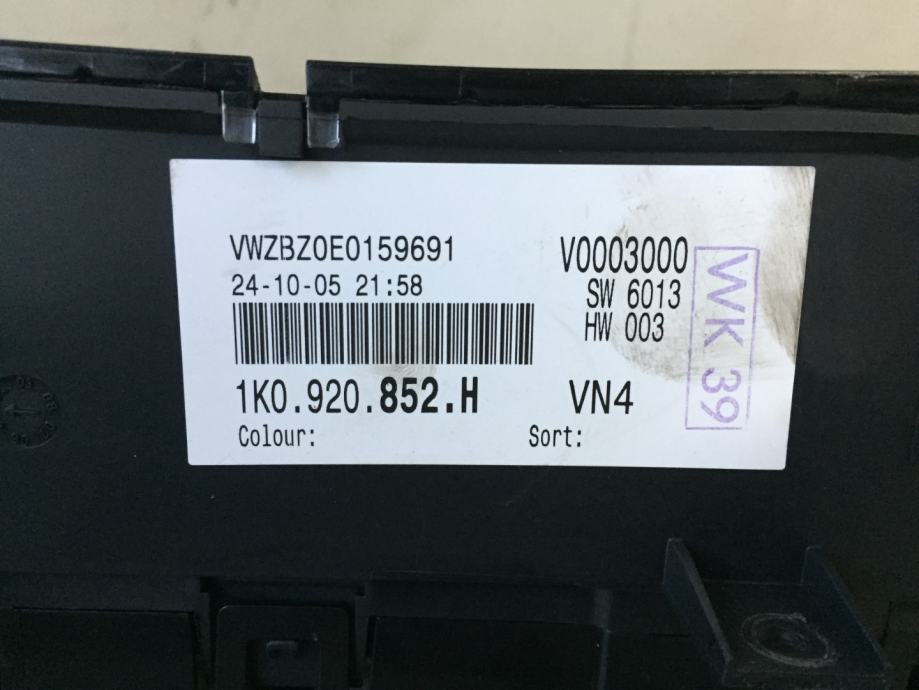 VWZBZ0E0159691
24-10-05 21:58
V0003000
SW 6013
HW 003
1K0.920.852.H
VN4
Colour:
Sort:
WK 39